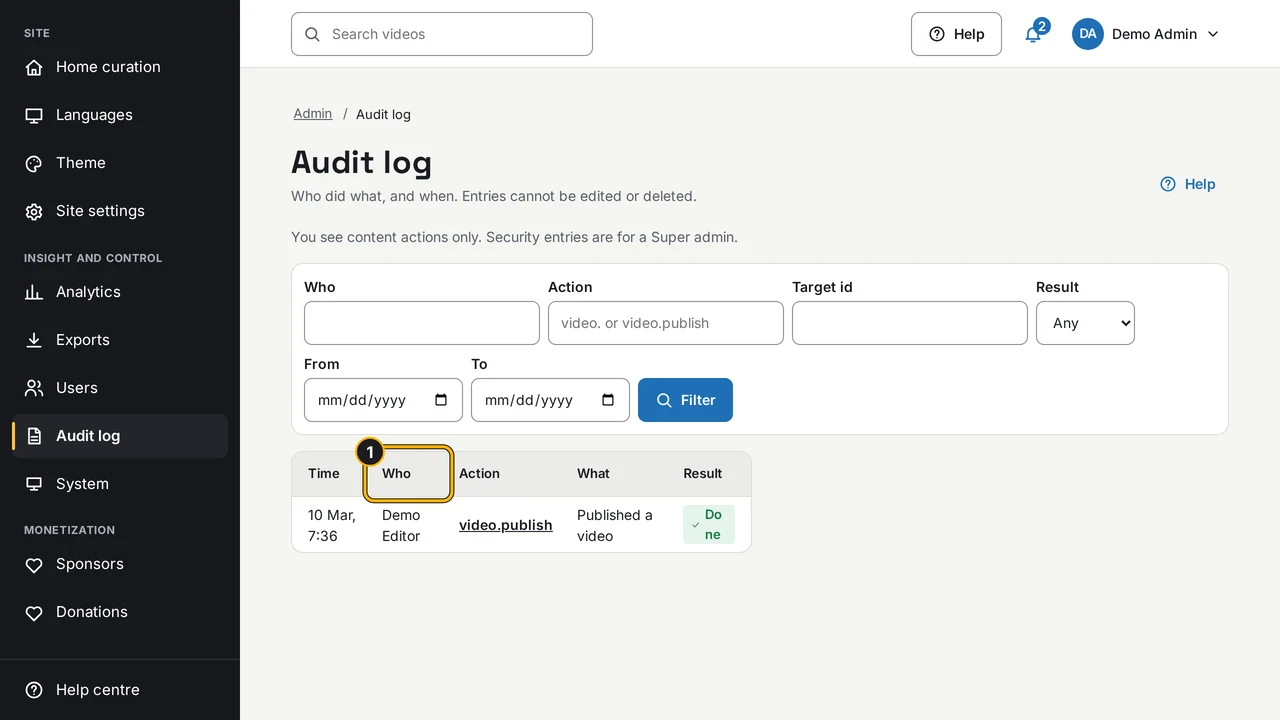 SITE
Home curation
Languages
Theme
Site settings
INSIGHT AND CONTROL
Analytics
Exports
Users
Audit log
System
MONETIZATION
Sponsors
Donations
Help centre
Search videos
Help
2
DA
Demo Admin
Admin / Audit log
Audit log
Who did what, and when. Entries cannot be edited or deleted.
Help
You see content actions only. Security entries are for a Super admin.
Who
Action
Target id
Result
video. or video.publish
Any
From
To
mm/dd/yyyy
mm/dd/yyyy
Filter
1
Time
Who
Action
What
Result
10 Mar,
7:36
Demo
Editor
video.publish
Published a
video
Do
ne